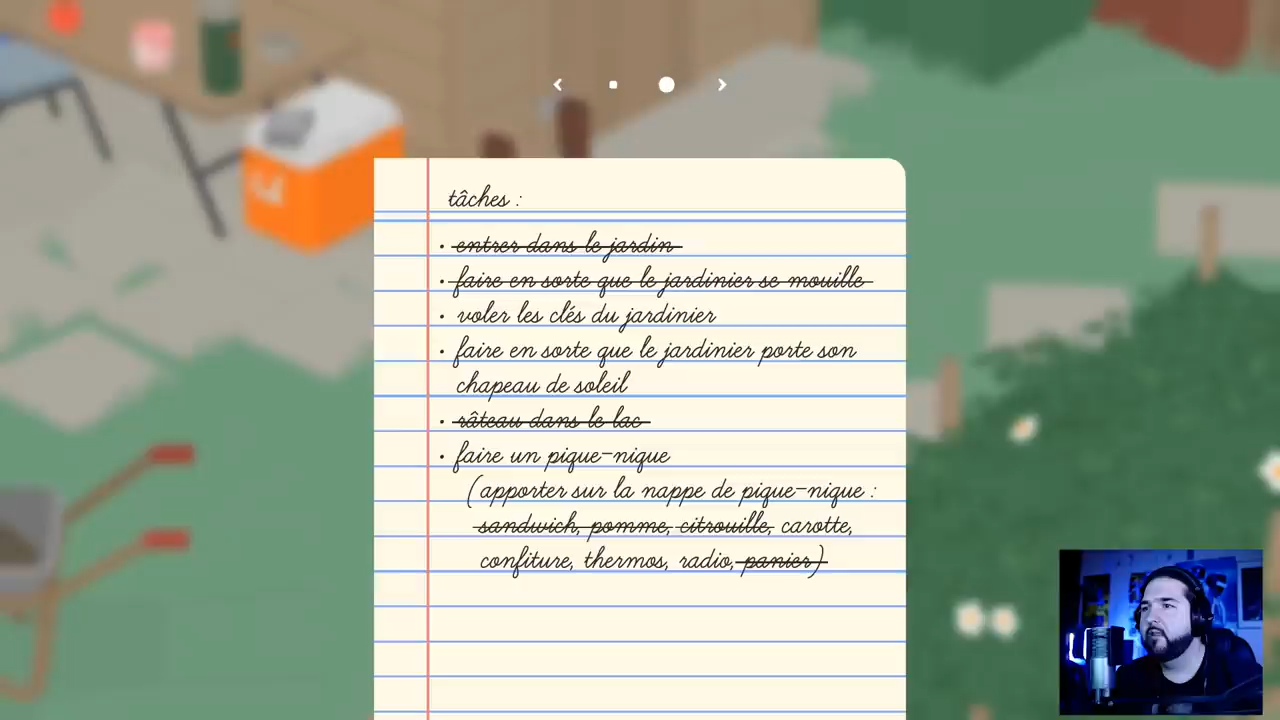 tâches :
• entrer dans le jardin
• faire en sorte que le jardinier se mouille
• voler les clés du jardinier
• faire en sorte que le jardinier porte son
chapeau de soleil
• râteau dans le lac
• faire un pique-nique
(apporter sur la nappe de pique-nique :
sandwich, pomme, citrouille, carotte,
confiture, thermos, radio, panier)